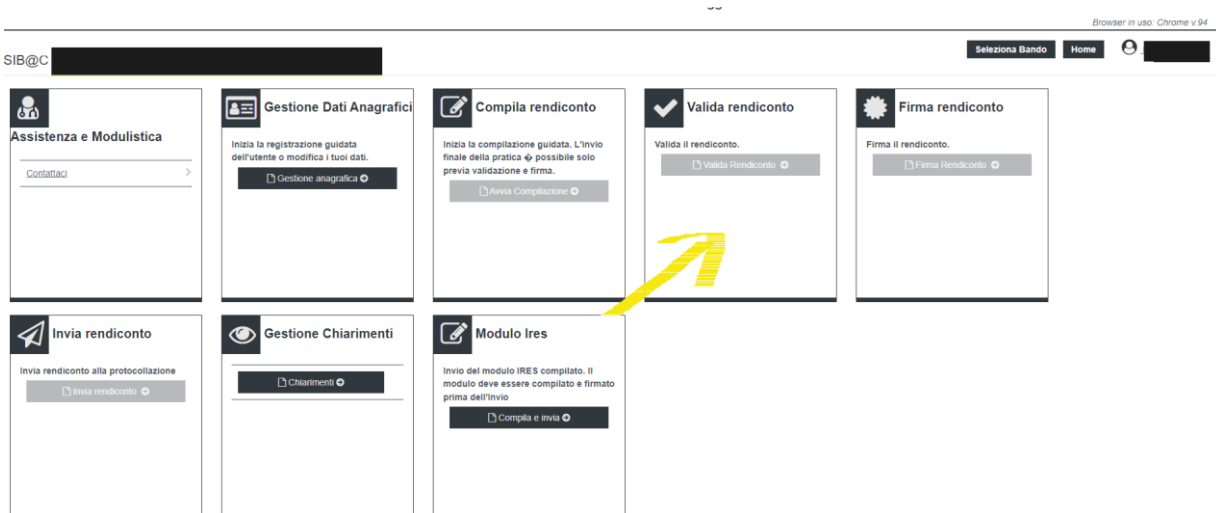 Browser in uso: Chrome v.94
SIB@C
Seleziona Bando
Home
Assistenza e Modulistica
Contattaci
Gestione Dati Anagrafici
Inizia la registrazione guidata
dell'utente o modifica i tuoi dati.
Gestione anagrafica
Compila rendiconto
Inizia la compilazione guidata. L'invio
finale della pratica � possibile solo
previa validazione e firma.
Avvia Compilazione
Valida rendiconto
Valida il rendiconto.
Valida Rendiconto
Firma rendiconto
Firma il rendiconto.
Firma Rendiconto
Invia rendiconto
Invia rendiconto alla protocollazione
Invia rendiconto
Gestione Chiarimenti
Chiarimenti
Modulo Ires
Invio del modulo IRES compilato. Il
modulo deve essere compilato e firmato
prima dell'Invio
Compila e invia